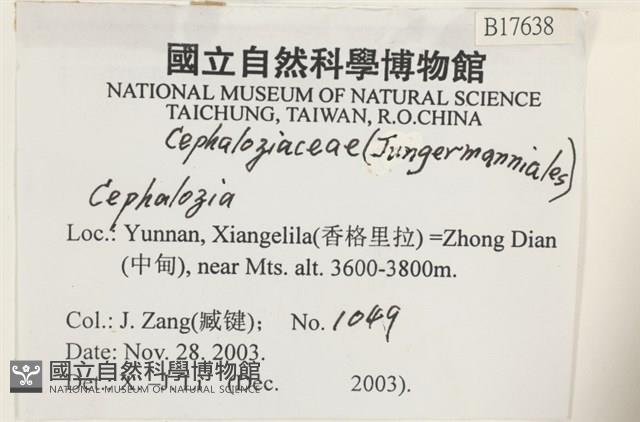 B17638
國立自然科學博物館
NATIONAL MUSEUM OF NATURAL SCIENCE
TAICHUNG, TAIWAN, R.O.CHINA
Cephaloziaceae (Jungermanniales)
Cephalozia
Loc.: Yunnan, Xiangelila(香格里拉) =Zhong Dian
(中甸), near Mts. alt. 3600-3800m.
Col.: J. Zang(臧键); No. 1049
Date: Nov. 28. 2003.
(Dec. 2003).
國立自然科學博物館
NATIONAL MUSEUM OF NATURAL SCIENCE